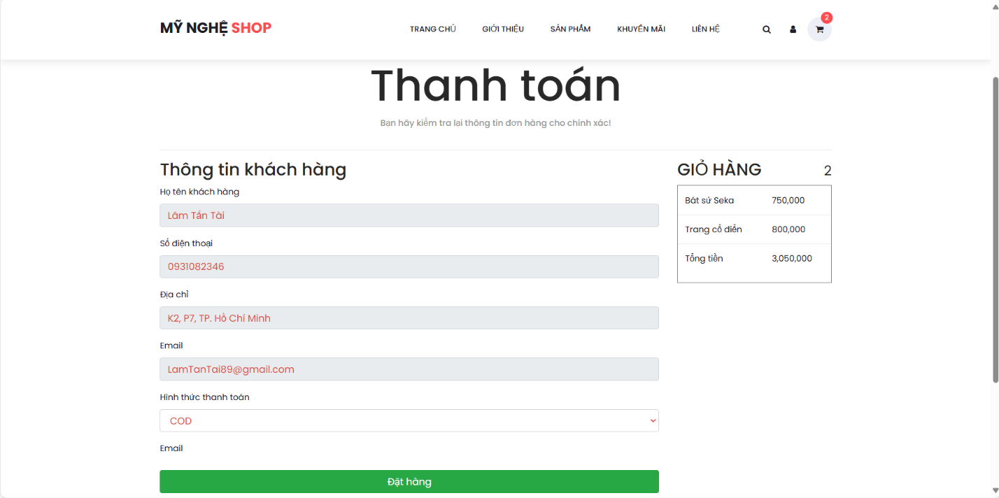 MỸ NGHỆ SHOP
TRANG CHỦ GIỚI THIỆU SẢN PHẨM KHUYẾN MÃI LIÊN HỆ 2
Thanh toán
Bạn hãy kiểm tra lại thông tin đơn hàng cho chính xác!
Thông tin khách hàng
Họ tên khách hàng
Lâm Tấn Tài
Số điện thoại
0931082346
Địa chỉ
K2, P7, TP. Hồ Chí Minh
Email
LamTanTai89@gmail.com
Hình thức thanh toán
COD
Email
Đặt hàng
GIỎ HÀNG 2
Bát sứ Seka 750,000
Trang cổ điển 800,000
Tổng tiền 3,050,000